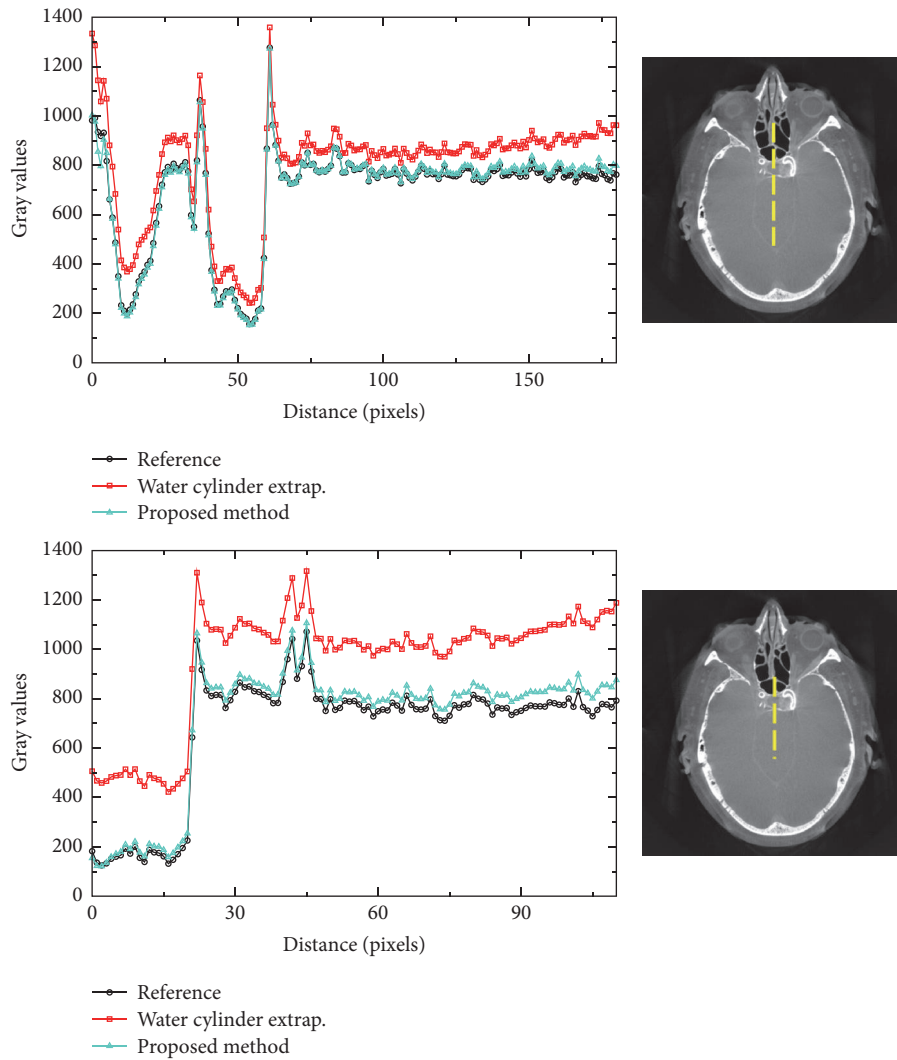 1400
1200
1000
800
600
400
200
0
Gray values
0 50 100 150
Distance (pixels)
Reference
Water cylinder extrap.
Proposed method
1400
1200
1000
800
600
400
200
0
Gray values
0 30 60 90
Distance (pixels)
Reference
Water cylinder extrap.
Proposed method